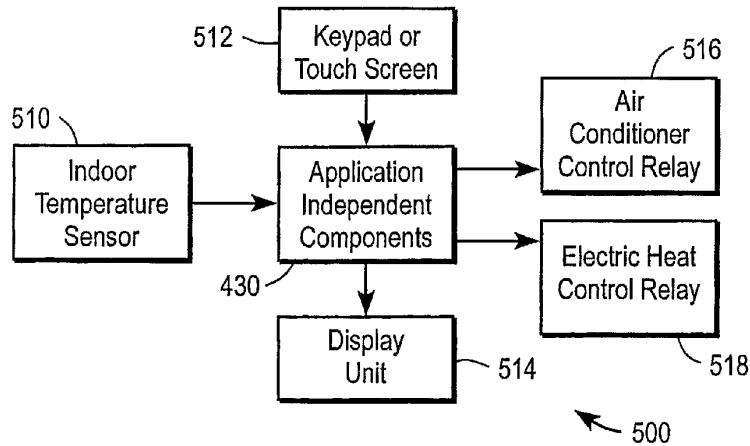 512
Keypad or
Touch Screen
516
Air
Conditioner
Control Relay
510
Indoor
Temperature
Sensor
Application
Independent
Components
430
Electric Heat
Control Relay
518
Display
Unit
514
500